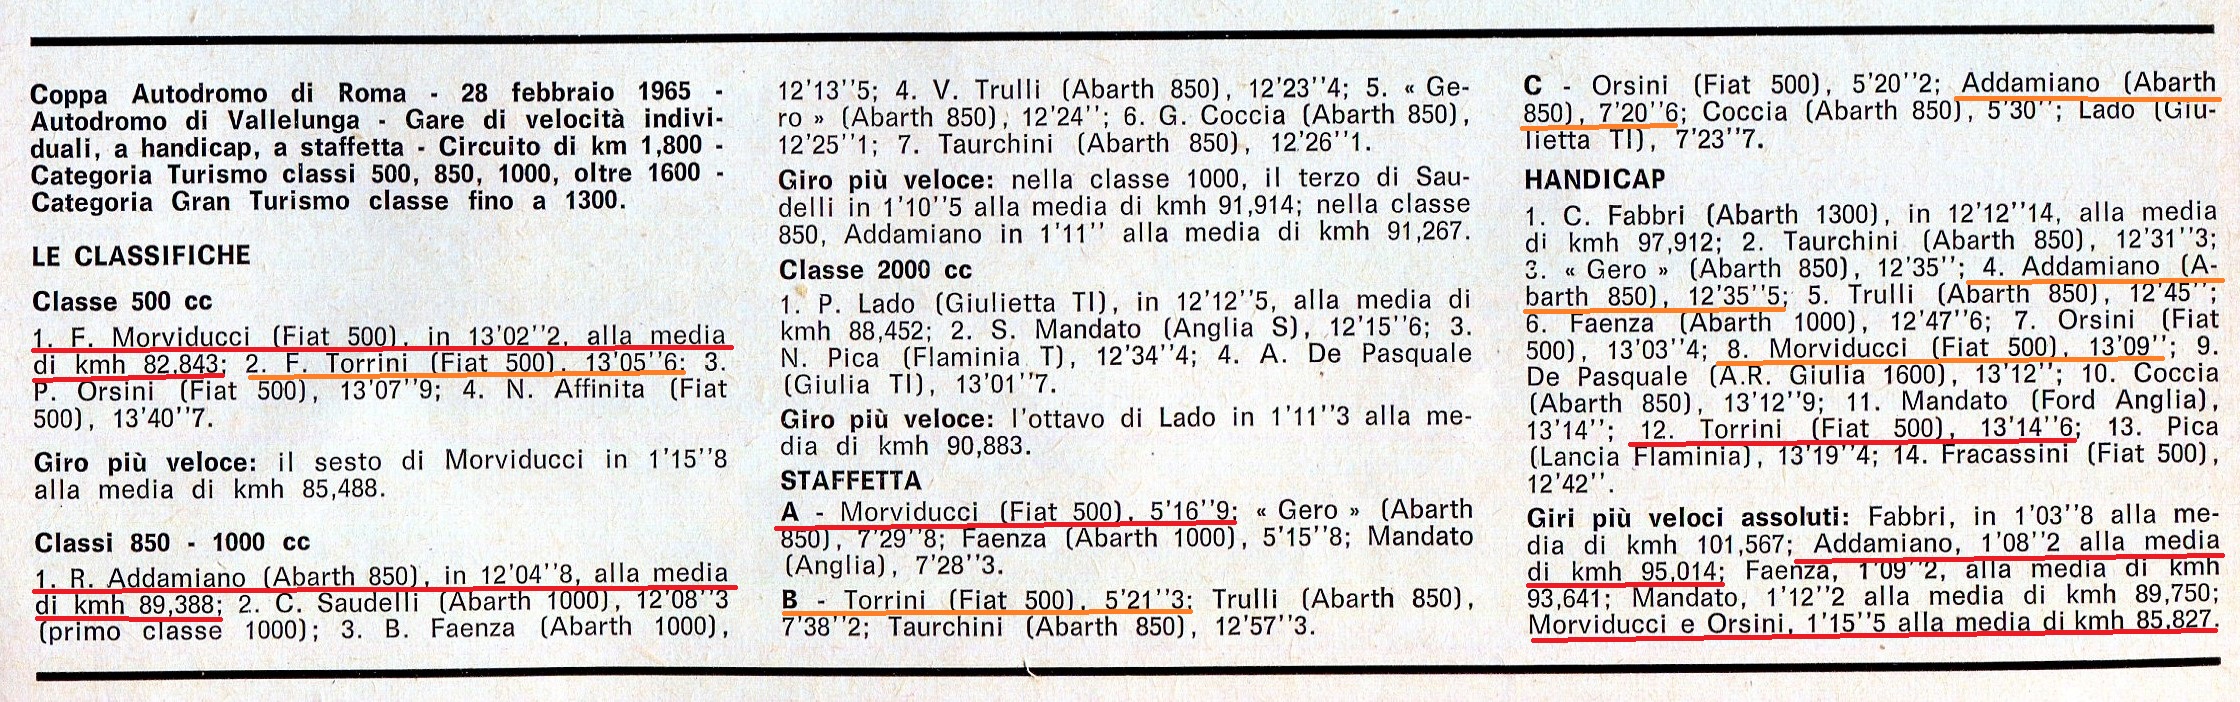 Coppa Autodromo di Roma - 28 febbraio 1965 -
Autodromo di Vallelunga - Gare di velocità indivi-
duali, a handicap, a staffetta - Circuito di km 1,800 -
Categoria Turismo classi 500, 850, 1000, oltre 1600 -
Categoria Gran Turismo classe fino a 1300.
LE CLASSIFICHE
Classe 500 cc
1. F. Morviducci (Fiat 500), in 13'02''2, alla media
di kmh 82,843; 2. F. Torrini (Fiat 500), 13'05''6; 3.
P. Orsini (Fiat 500), 13'07''9; 4. N. Affinita (Fiat
500), 13'40''7.
Giro più veloce: il sesto di Morviducci in 1'15''8
alla media di kmh 85,488.
Classi 850 - 1000 cc
1. R. Addamiano (Abarth 850), in 12'04''8, alla media
di kmh 89,388; 2. C. Saudelli (Abarth 1000), 12'08''3
(primo classe 1000); 3. B. Faenza (Abarth 1000),
12'13''5; 4. V. Trulli (Abarth 850), 12'23''4; 5. « Ge-
ro » (Abarth 850), 12'24''; 6. G. Coccia (Abarth 850),
12'25''1; 7. Taurchini (Abarth 850), 12'26''1.
Giro più veloce: nella classe 1000, il terzo di Sau-
delli in 1'10''5 alla media di kmh 91,914; nella classe
850, Addamiano in 1'11'' alla media di kmh 91,267.
Classe 2000 cc
1. P. Lado (Giulietta TI), in 12'12''5, alla media di
kmh 88,452; 2. S. Mandato (Anglia S), 12'15''6; 3.
N. Pica (Flaminia T), 12'34''4; 4. A. De Pasquale
(Giulia TI), 13'01''7.
Giro più veloce: l'ottavo di Lado in 1'11''3 alla me-
dia di kmh 90,883.
STAFFETTA
A - Morviducci (Fiat 500), 5'16''9; « Gero » (Abarth
850), 7'29''8; Faenza (Abarth 1000), 5'15''8; Mandato
(Anglia), 7'28''3.
B - Torrini (Fiat 500), 5'21''3; Trulli (Abarth 850),
7'38''2; Taurchini (Abarth 850), 12'57''3.
C - Orsini (Fiat 500), 5'20''2; Addamiano (Abarth
850), 7'20''6; Coccia (Abarth 850), 5'30''; Lado (Giu-
lietta TI), 7'23''7.
HANDICAP
1. C. Fabbri (Abarth 1300), in 12'12''14, alla media
di kmh 97,912; 2. Taurchini (Abarth 850), 12'31''3;
3. « Gero » (Abarth 850), 12'35''; 4. Addamiano (A-
barth 850), 12'35''5; 5. Trulli (Abarth 850), 12'45'';
6. Faenza (Abarth 1000), 12'47''6; 7. Orsini (Fiat
500), 13'03''4; 8. Morviducci (Fiat 500), 13'09''; 9.
De Pasquale (A.R. Giulia 1600), 13'12''; 10. Coccia
(Abarth 850), 13'12''9; 11. Mandato (Ford Anglia),
13'14''; 12. Torrini (Fiat 500), 13'14''6; 13. Pica
(Lancia Flaminia), 13'19''4; 14. Fracassini (Fiat 500),
12'42''.
Giri più veloci assoluti: Fabbri, in 1'03''8 alla me-
dia di kmh 101,567; Addamiano, 1'08''2 alla media
di kmh 95,014; Faenza, 1'09''2, alla media di kmh
93,641; Mandato, 1'12''2 alla media di kmh 89,750;
Morviducci e Orsini, 1'15''5 alla media di kmh 85,827.